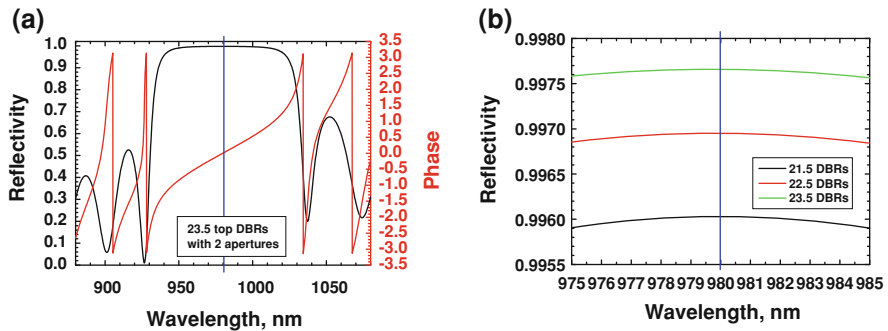 (a)
1.0
0.9
0.8
0.7
0.6
0.5
0.4
0.3
0.2
0.1
0.0
Reflectivity
900 950 1000 1050
Wavelength, nm
3.5
3.0
2.5
2.0
1.5
1.0
0.5
0.0
-0.5
-1.0
-1.5
-2.0
-2.5
-3.0
-3.5
Phase
23.5 top DBRs
with 2 apertures
(b)
0.9980
0.9975
0.9970
0.9965
0.9960
0.9955
Reflectivity
975 976 977 978 979 980 981 982 983 984 985
Wavelength, nm
21.5 DBRs
22.5 DBRs
23.5 DBRs